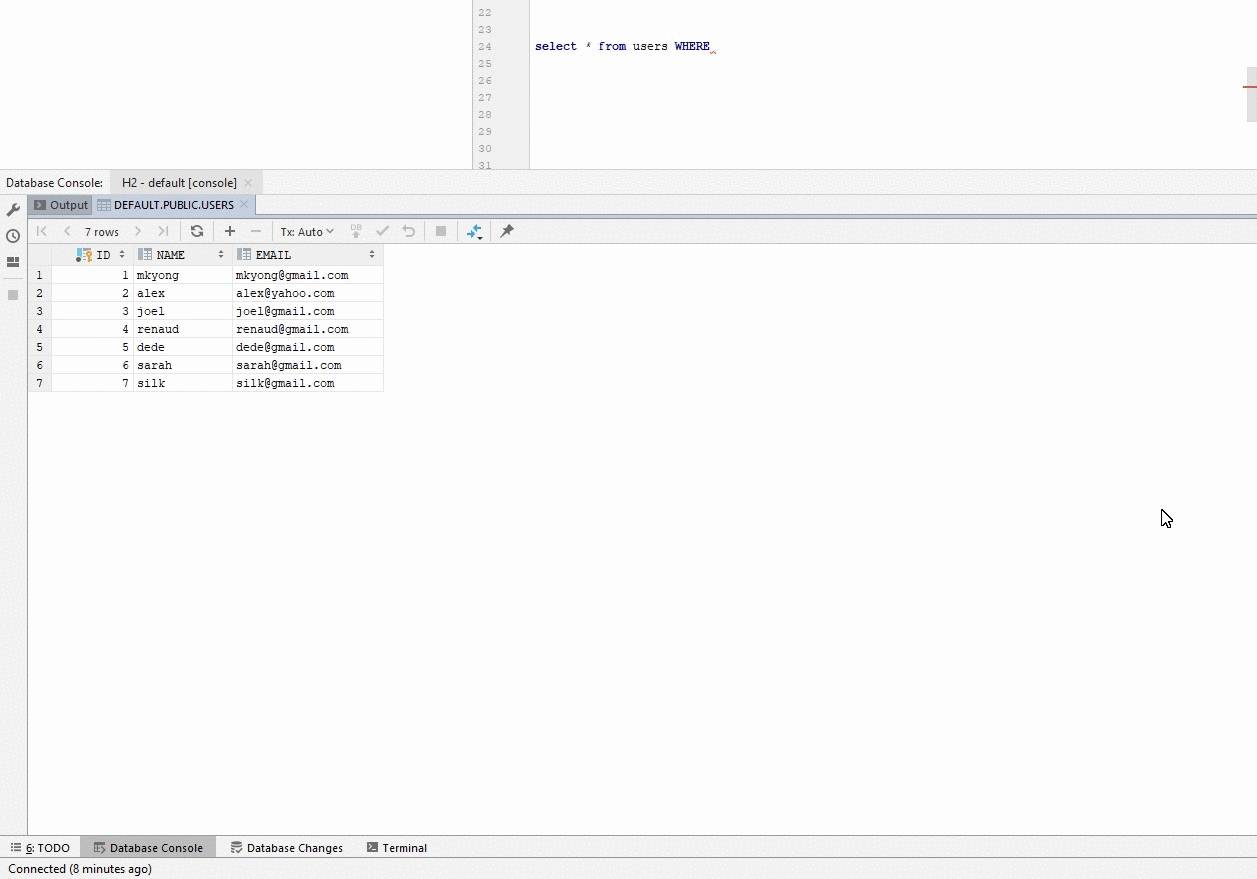 22
23
24 select * from users WHERE
25
26
27
28
29
30
31
Database Console: H2 - default [console]
Output DEFAULT.PUBLIC.USERS
7 rows Tx: Auto DB
ID NAME EMAIL
1 1 mkyong mkyong@gmail.com
2 2 alex alex@yahoo.com
3 3 joel joel@gmail.com
4 4 renaud renaud@gmail.com
5 5 dede dede@gmail.com
6 6 sarah sarah@gmail.com
7 7 silk silk@gmail.com
6: TODO Database Console Database Changes Terminal
Connected (8 minutes ago)